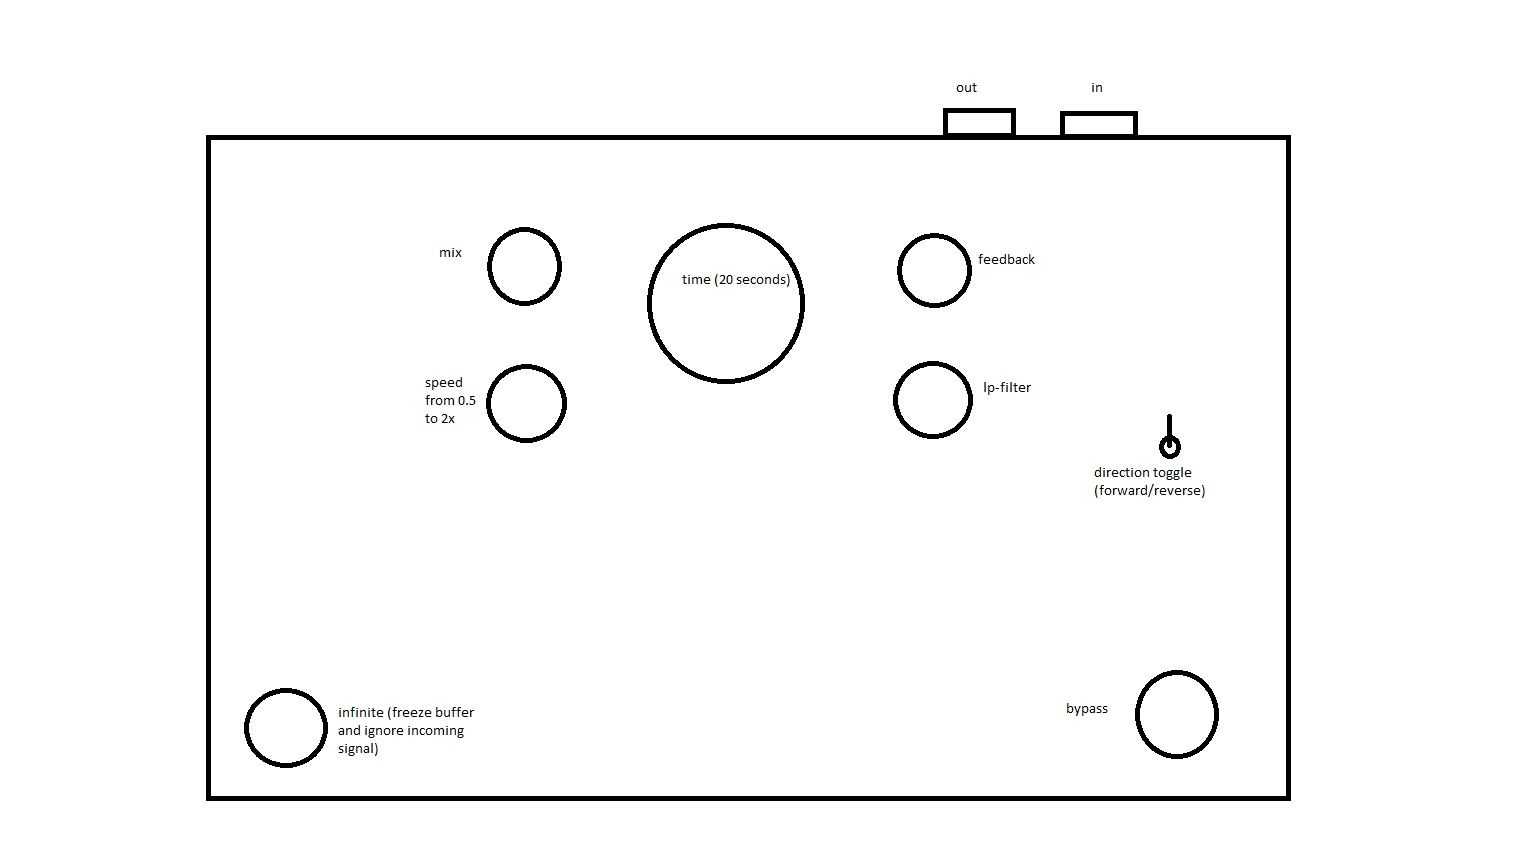 out
in
mix
time (20 seconds)
feedback
speed
from 0.5
to 2x
lp-filter
direction toggle
(forward/reverse)
infinite (freeze buffer
and ignore incoming
signal)
bypass